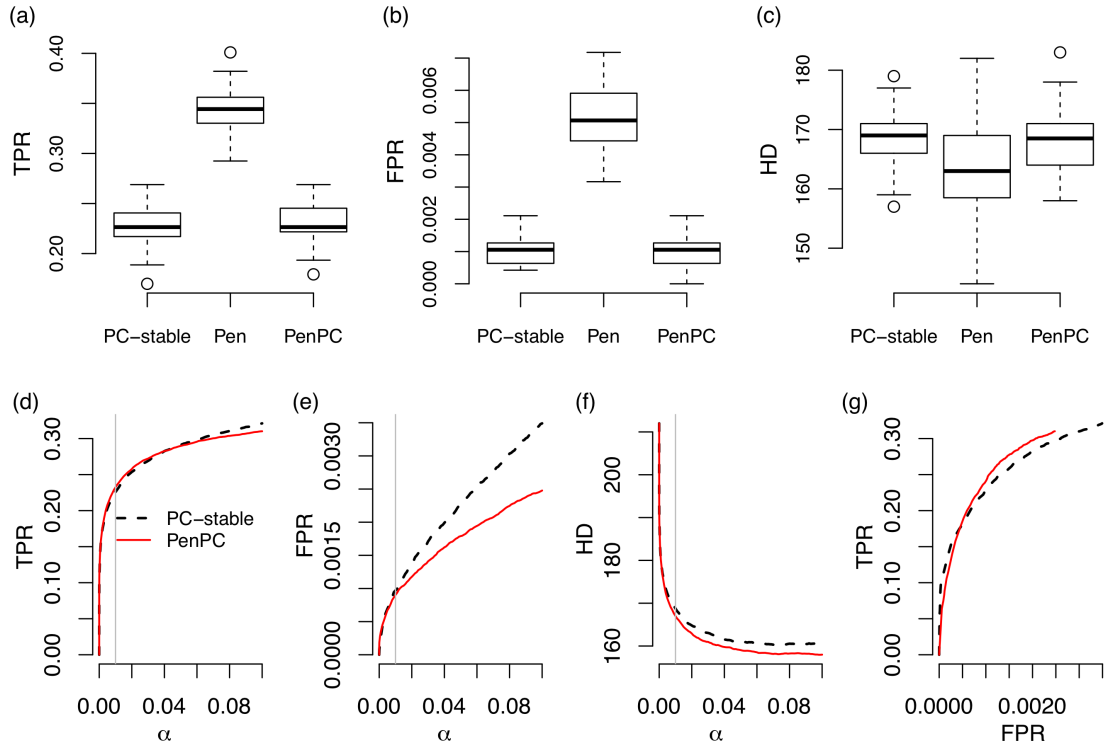 (a)
TPR
0.20 0.30 0.40
PC−stable Pen PenPC
(b)
FPR
0.000 0.002 0.004 0.006
PC−stable Pen PenPC
(c)
HD
150 160 170 180
PC−stable Pen PenPC
(d)
TPR
0.00 0.10 0.20 0.30
PC−stable
PenPC
0.00 0.04 0.08
α
(e)
FPR
0.0000 0.0015 0.0030
0.00 0.04 0.08
α
(f)
HD
160 180 200
0.00 0.04 0.08
α
(g)
TPR
0.00 0.10 0.20 0.30
0.0000 0.0020
FPR